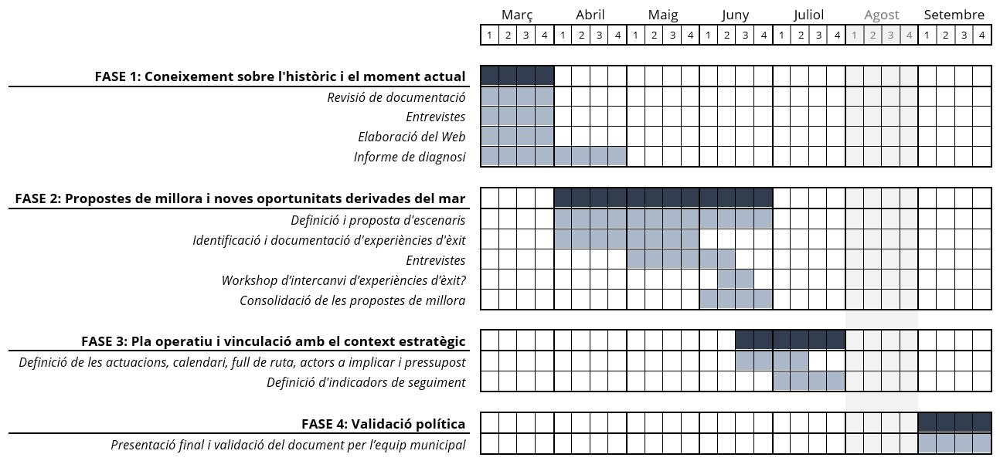 Març Abril Maig Juny Juliol Agost Setembre
1 2 3 4 1 2 3 4 1 2 3 4 1 2 3 4 1 2 3 4 1 2 3 4 1 2 3 4
FASE 1: Coneixement sobre l'històric i el moment actual
Revisió de documentació
Entrevistes
Elaboració del Web
Informe de diagnosi
FASE 2: Propostes de millora i noves oportunitats derivades del mar
Definició i proposta d'escenaris
Identificació i documentació d'experiències d'èxit
Entrevistes
Workshop d’intercanvi d’experiències d’èxit?
Consolidació de les propostes de millora
FASE 3: Pla operatiu i vinculació amb el context estratègic
Definició de les actuacions, calendari, full de ruta, actors a implicar i pressupost
Definició d'indicadors de seguiment
FASE 4: Validació política
Presentació final i validació del document per l’equip municipal